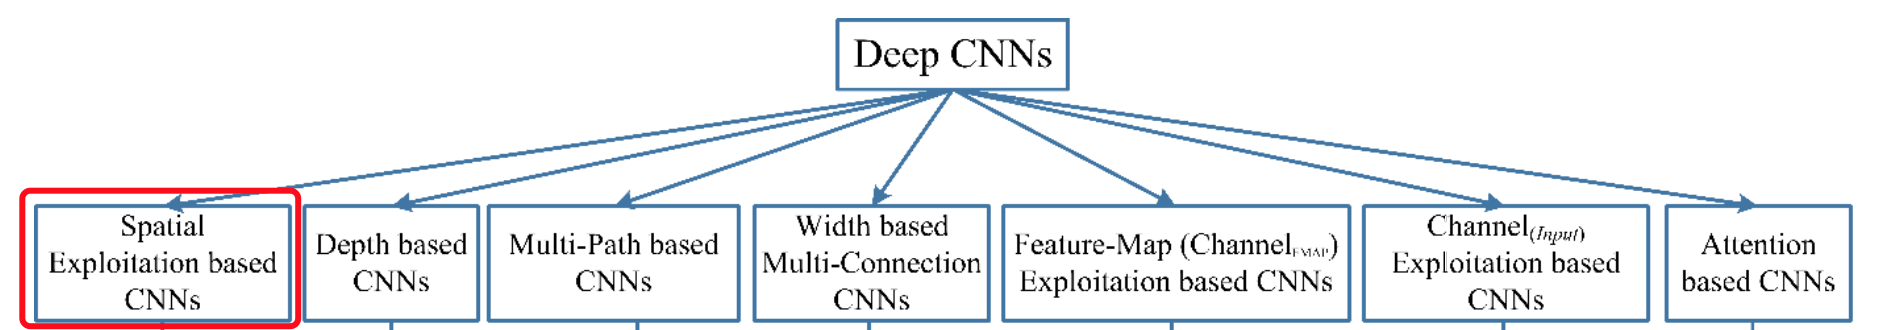 Deep CNNs
Spatial
Exploitation based
CNNs
Depth based
CNNs
Multi-Path based
CNNs
Width based
Multi-Connection
CNNs
Feature-Map (Channel FMAP)
Exploitation based CNNs
Channel(Input)
Exploitation based
CNNs
Attention
based CNNs